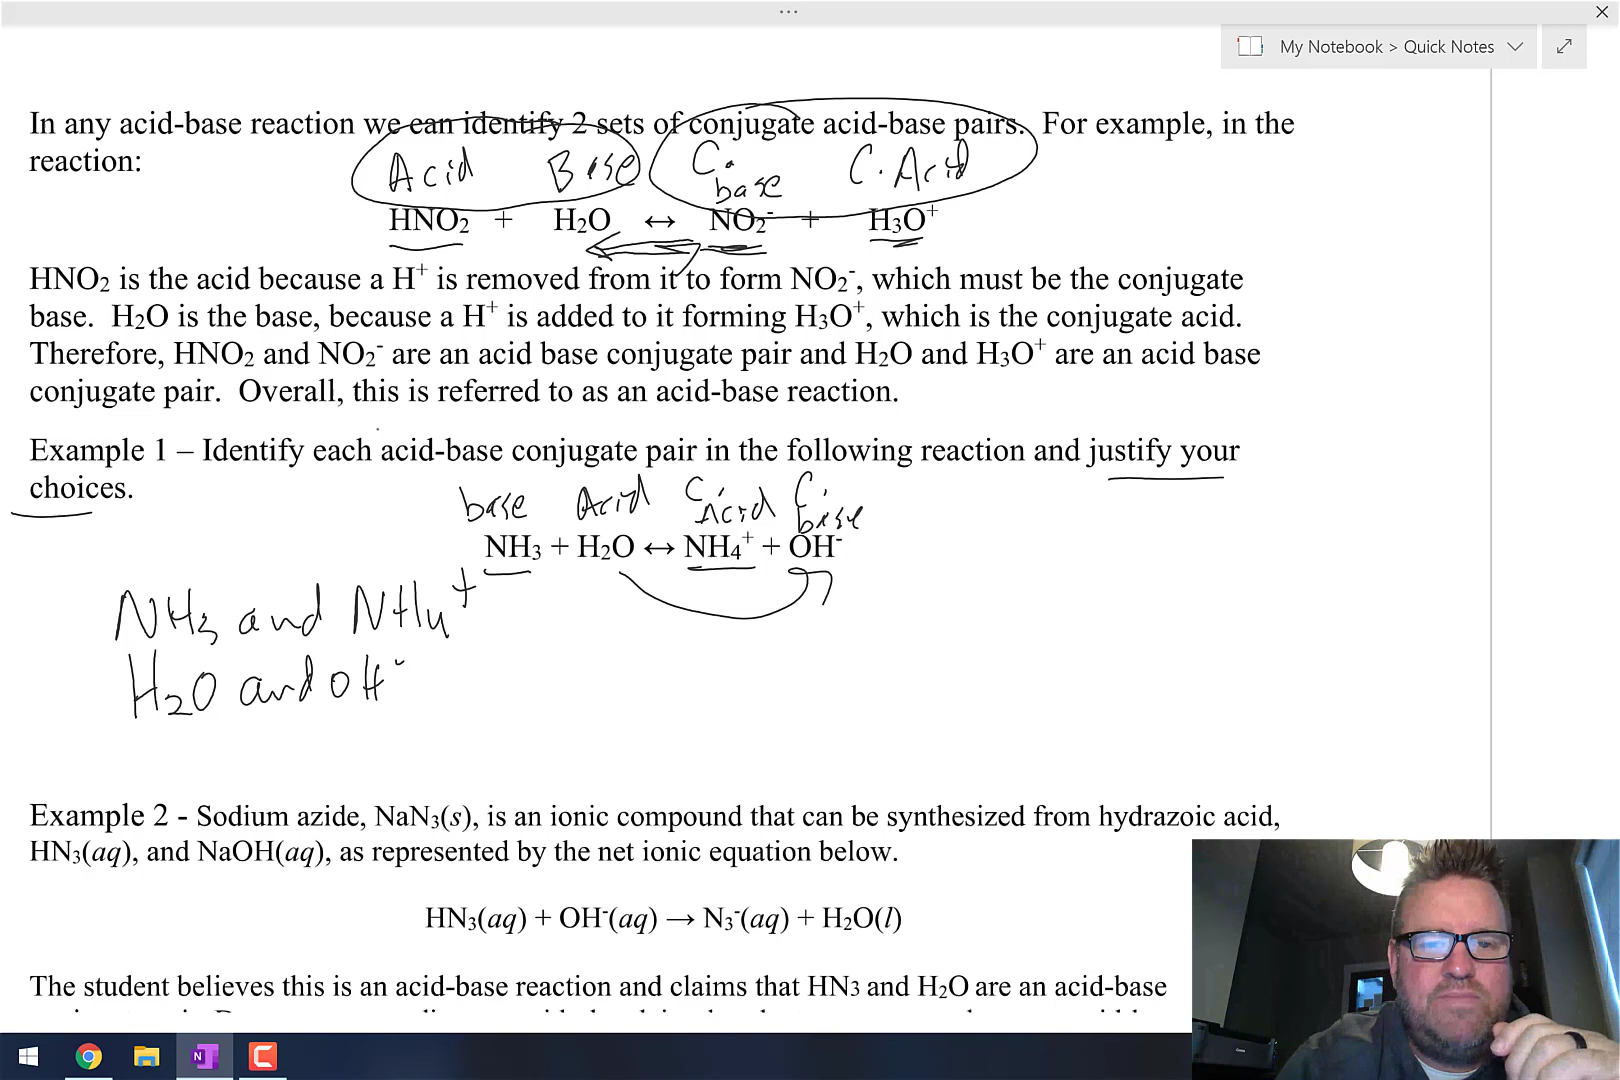 ...
My Notebook > Quick Notes
In any acid-base reaction we can identify 2 sets of conjugate acid-base pairs. For example, in the
reaction:
Acid Base C. base C. Acid
HNO₂ + H₂O ↔ NO₂⁻ + H₃O⁺
HNO₂ is the acid because a H⁺ is removed from it to form NO₂⁻, which must be the conjugate
base. H₂O is the base, because a H⁺ is added to it forming H₃O⁺, which is the conjugate acid.
Therefore, HNO₂ and NO₂⁻ are an acid base conjugate pair and H₂O and H₃O⁺ are an acid base
conjugate pair. Overall, this is referred to as an acid-base reaction.
Example 1 – Identify each acid-base conjugate pair in the following reaction and justify your
choices.
base Acid C. Acid C. base
NH₃ + H₂O ↔ NH₄⁺ + OH⁻
NH₃ and NH₄⁺
H₂O and OH⁻
Example 2 - Sodium azide, NaN₃(s), is an ionic compound that can be synthesized from hydrazoic acid,
HN₃(aq), and NaOH(aq), as represented by the net ionic equation below.
HN₃(aq) + OH⁻(aq) → N₃⁻(aq) + H₂O(l)
The student believes this is an acid-base reaction and claims that HN₃ and H₂O are an acid-base